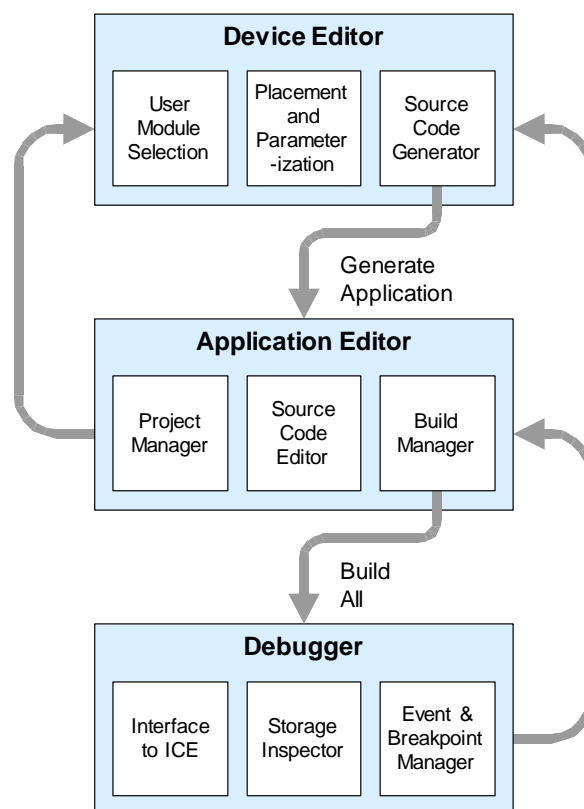 Device Editor
User
Module
Selection
Placement
and
Parameter
-ization
Source
Code
Generator
Generate
Application
Application Editor
Project
Manager
Source
Code
Editor
Build
Manager
Build
All
Debugger
Interface
to ICE
Storage
Inspector
Event &
Breakpoint
Manager